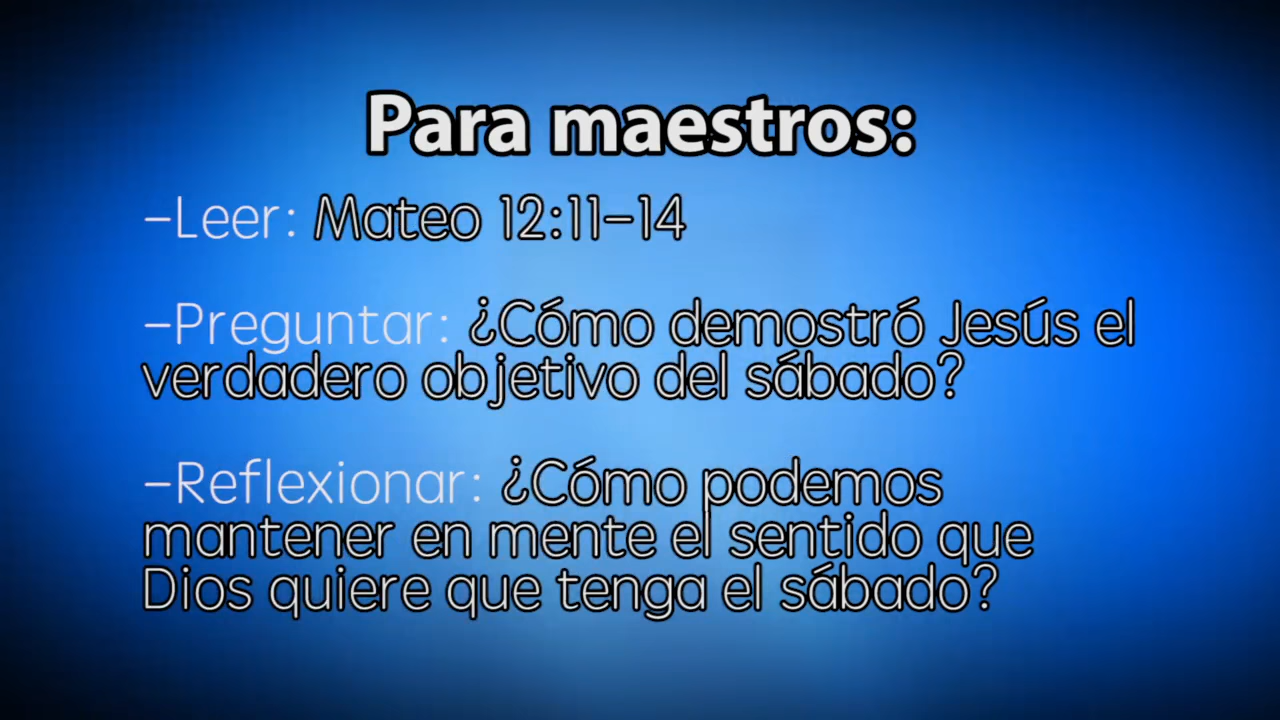 Para maestros:
-Leer: Mateo 12:11-14
-Preguntar: ¿Cómo demostró Jesús el
verdadero objetivo del sábado?
-Reflexionar: ¿Cómo podemos
mantener en mente el sentido que
Dios quiere que tenga el sábado?